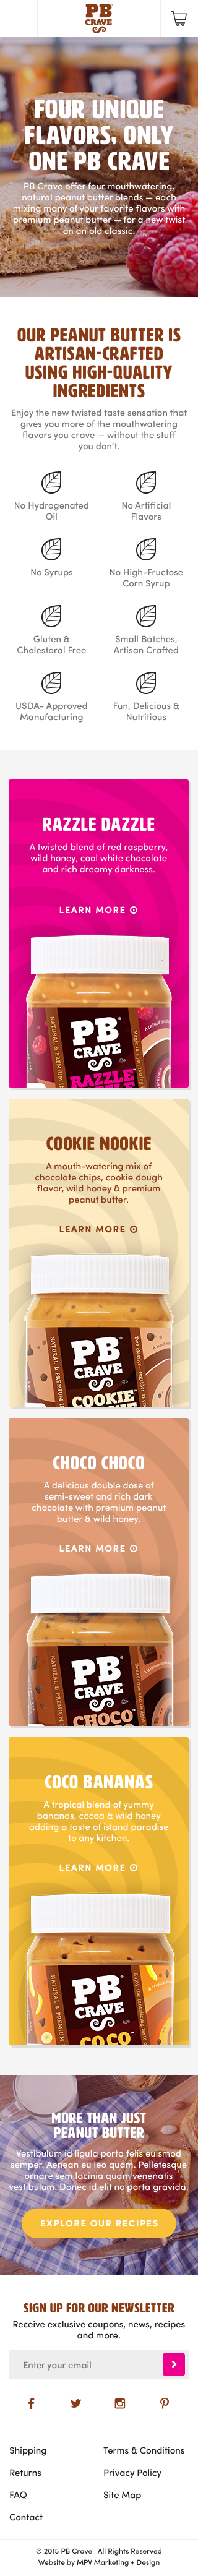 PB
CRAVE
FOUR UNIQUE
FLAVORS, ONLY
ONE PB CRAVE
PB Crave offer four mouthwatering,
natural peanut butter blends — each
mixing many of your favorite flavors with
premium peanut butter — for a new twist
on an old classic.
OUR PEANUT BUTTER IS
ARTISAN-CRAFTED
USING HIGH-QUALITY
INGREDIENTS
Enjoy the new twisted taste sensation that
gives you more of the mouthwatering
flavors you crave — without the stuff
you don't.
No Hydrogenated
Oil
No Artificial
Flavors
No Syrups
No High-Fructose
Corn Syrup
Gluten &
Cholestoral Free
Small Batches,
Artisan Crafted
USDA- Approved
Manufacturing
Fun, Delicious &
Nutritious
RAZZLE DAZZLE
A twisted blend of red raspberry,
wild honey, cool white chocolate
and rich dreamy darkness.
LEARN MORE
PB
CRAVE
RAZZLE
COOKIE NOOKIE
A mouth-watering mix of
chocolate chips, cookie dough
flavor, wild honey & premium
peanut butter.
LEARN MORE
PB
CRAVE
COOKIE
CHOCO CHOCO
A delicious double dose of
semi-sweet and rich dark
chocolate with premium peanut
butter & wild honey.
LEARN MORE
PB
CRAVE
CHOCO
COCO BANANAS
A tropical blend of yummy
bananas, cocoa & wild honey
adding a taste of island paradise
to any kitchen.
LEARN MORE
PB
CRAVE
COCO
MORE THAN JUST
PEANUT BUTTER
Vestibulum id ligula porta felis euismod
semper. Aenean eu leo quam. Pelletesque
ornare sem lacinia quam venenatis
vestibulum. Donec id elit no porta gravida.
EXPLORE OUR RECIPES
SIGN UP FOR OUR NEWSLETTER
Receive exclusive coupons, news, recipes
and more.
Enter your email
Shipping
Terms & Conditions
Returns
Privacy Policy
FAQ
Site Map
Contact
© 2015 PB Crave | All Rights Reserved
Website by MPV Marketing + Design